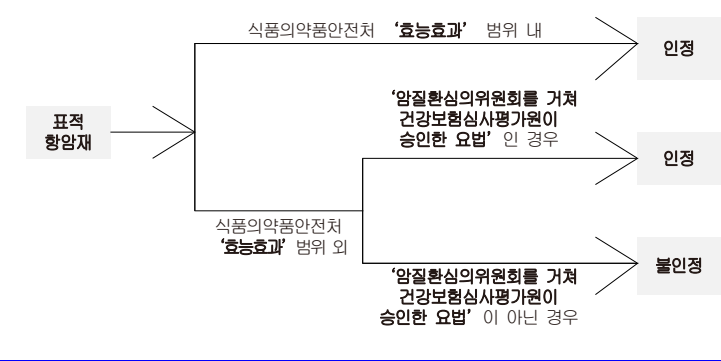 식품의약품안전처 ‘효능효과’ 범위 내
인정
표적
항암재
‘암질환심의위원회를 거쳐
건강보험심사평가원이
승인한 요법’ 인 경우
인정
식품의약품안전처
‘효능효과’ 범위 외
불인정
‘암질환심의위원회를 거쳐
건강보험심사평가원이
승인한 요법’ 이 아닌 경우